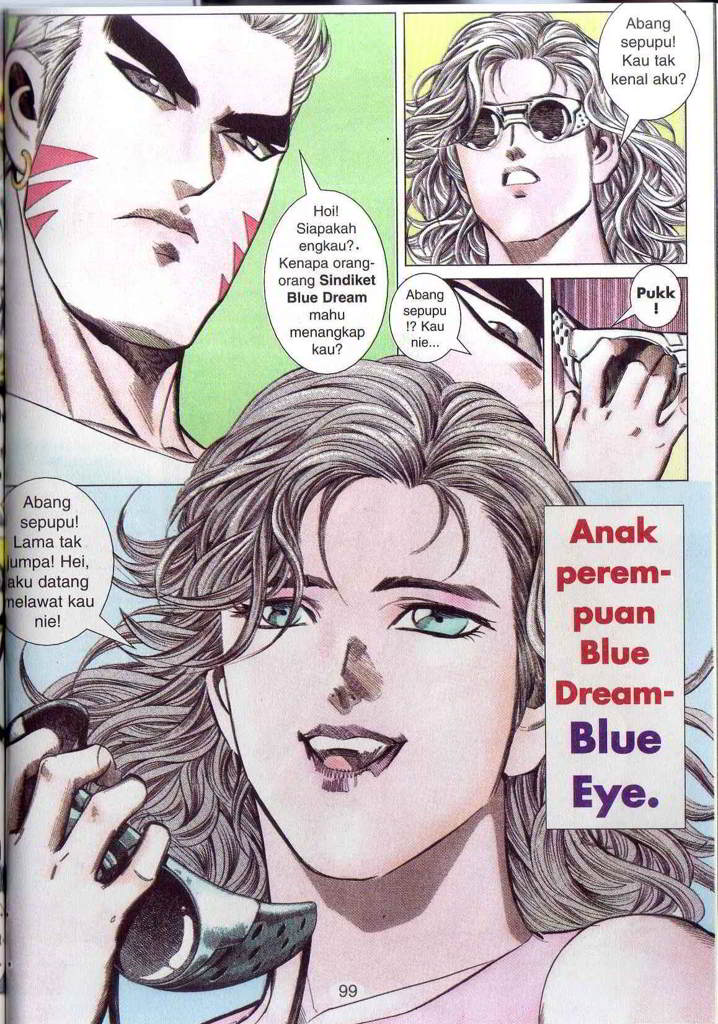 Hoi!
Siapakah
engkau?.
Kenapa orang-
orang Sindiket
Blue Dream
mahu
menangkap
kau?
Abang
sepupu!
Kau tak
kenal aku?
Abang
sepupu
!? Kau
nie...
Pukk
!
Abang
sepupu!
Lama tak
umpa! Hei,
aku datang
melawat kau
nie!
Anak
perem-
puan
Blue
Dream-
Blue
Eye.
99